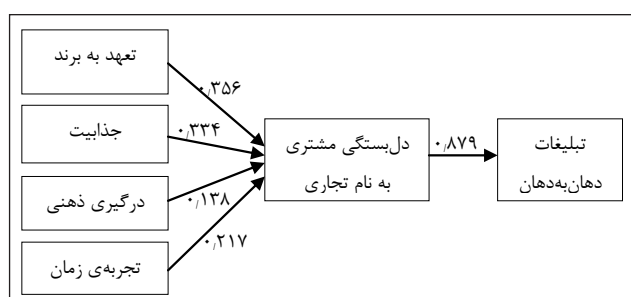 تعهد به برند
۰٫۳۵۶
جذابیت
۰٫۳۳۴
دل‌بستگی مشتری
به نام تجاری
۰٫۸۷۹
تبلیغات
دهان‌به‌دهان
درگیری ذهنی
۰٫۱۳۸
۰٫۲۱۷
تجربه‌ی زمان